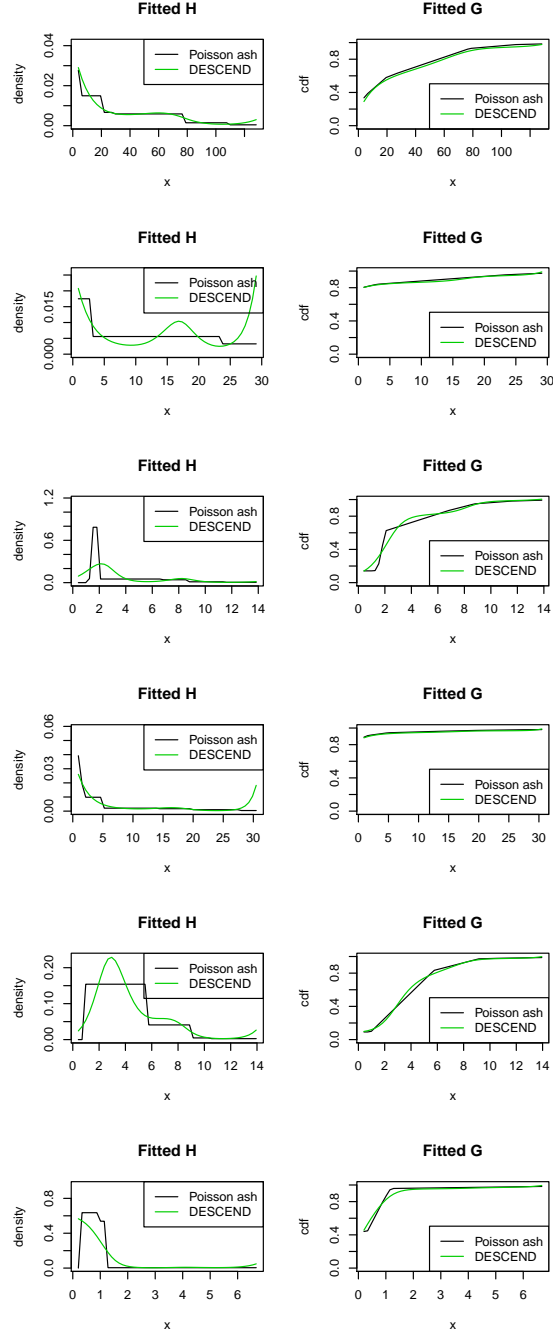 Fitted H
density
0.00 0.02 0.04
Poisson ash
DESCEND
0 20 40 60 80 100
x
Fitted G
cdf
0 0.4 0.8
Poisson ash
DESCEND
0 20 40 60 80 100
x
Fitted H
density
0.000 0.015
Poisson ash
DESCEND
0 5 10 15 20 25 30
x
Fitted G
cdf
0 0.4 0.8
Poisson ash
DESCEND
0 5 10 15 20 25 30
x
Fitted H
density
0.0 0.6 1.2
Poisson ash
DESCEND
0 2 4 6 8 10 12 14
x
Fitted G
cdf
0 0.4 0.8
Poisson ash
DESCEND
0 2 4 6 8 10 12 14
x
Fitted H
density
0.00 0.03 0.06
Poisson ash
DESCEND
0 5 10 15 20 25 30
x
Fitted G
cdf
0 0.4 0.8
Poisson ash
DESCEND
0 5 10 15 20 25 30
x
Fitted H
density
0.00 0.10 0.20
Poisson ash
DESCEND
0 2 4 6 8 10 12 14
x
Fitted G
cdf
0 0.4 0.8
Poisson ash
DESCEND
0 2 4 6 8 10 12 14
x
Fitted H
density
0.0 0.4 0.8
Poisson ash
DESCEND
0 1 2 3 4 5 6
x
Fitted G
cdf
0 0.4 0.8
Poisson ash
DESCEND
0 1 2 3 4 5 6
x